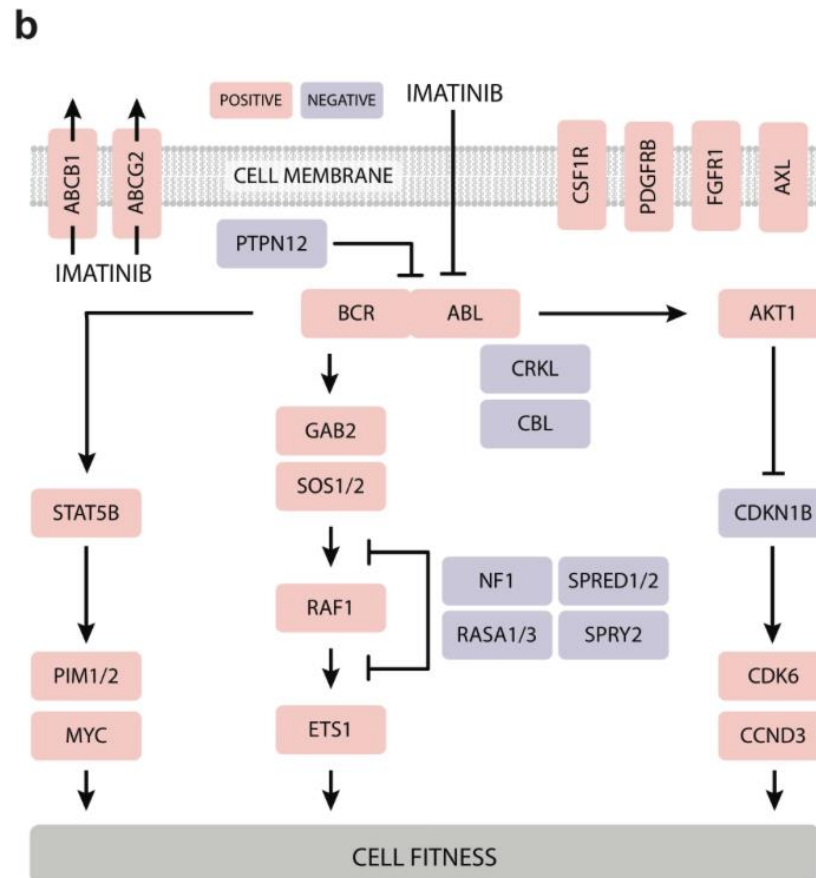 b
POSITIVE
NEGATIVE
IMATINIB
ABCB1
ABCG2
CELL MEMBRANE
CSF1R
PDGFRB
FGFR1
AXL
PTPN12
IMATINIB
BCR
ABL
AKT1
CRKL
CBL
GAB2
SOS1/2
STAT5B
CDKN1B
NF1
SPRED1/2
RAF1
RASA1/3
SPRY2
PIM1/2
CDK6
MYC
ETS1
CCND3
CELL FITNESS